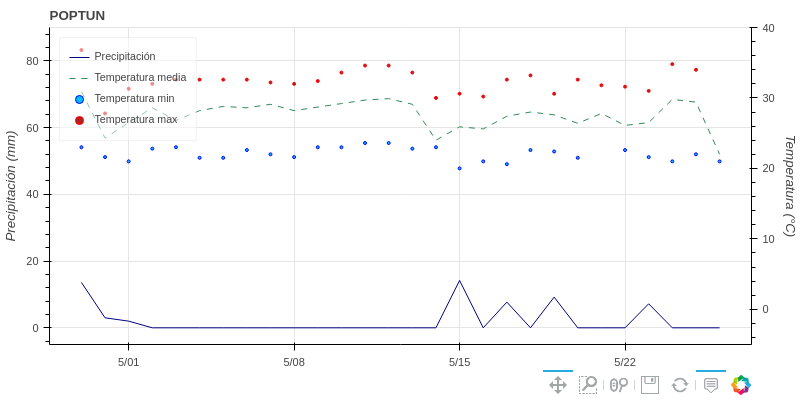 POPTUN
Precipitación
Temperatura media
Temperatura min
Temperatura max
Precipitación (mm)
80
60
40
20
0
Temperatura (°C)
40
30
20
10
0
5/01
5/08
5/15
5/22